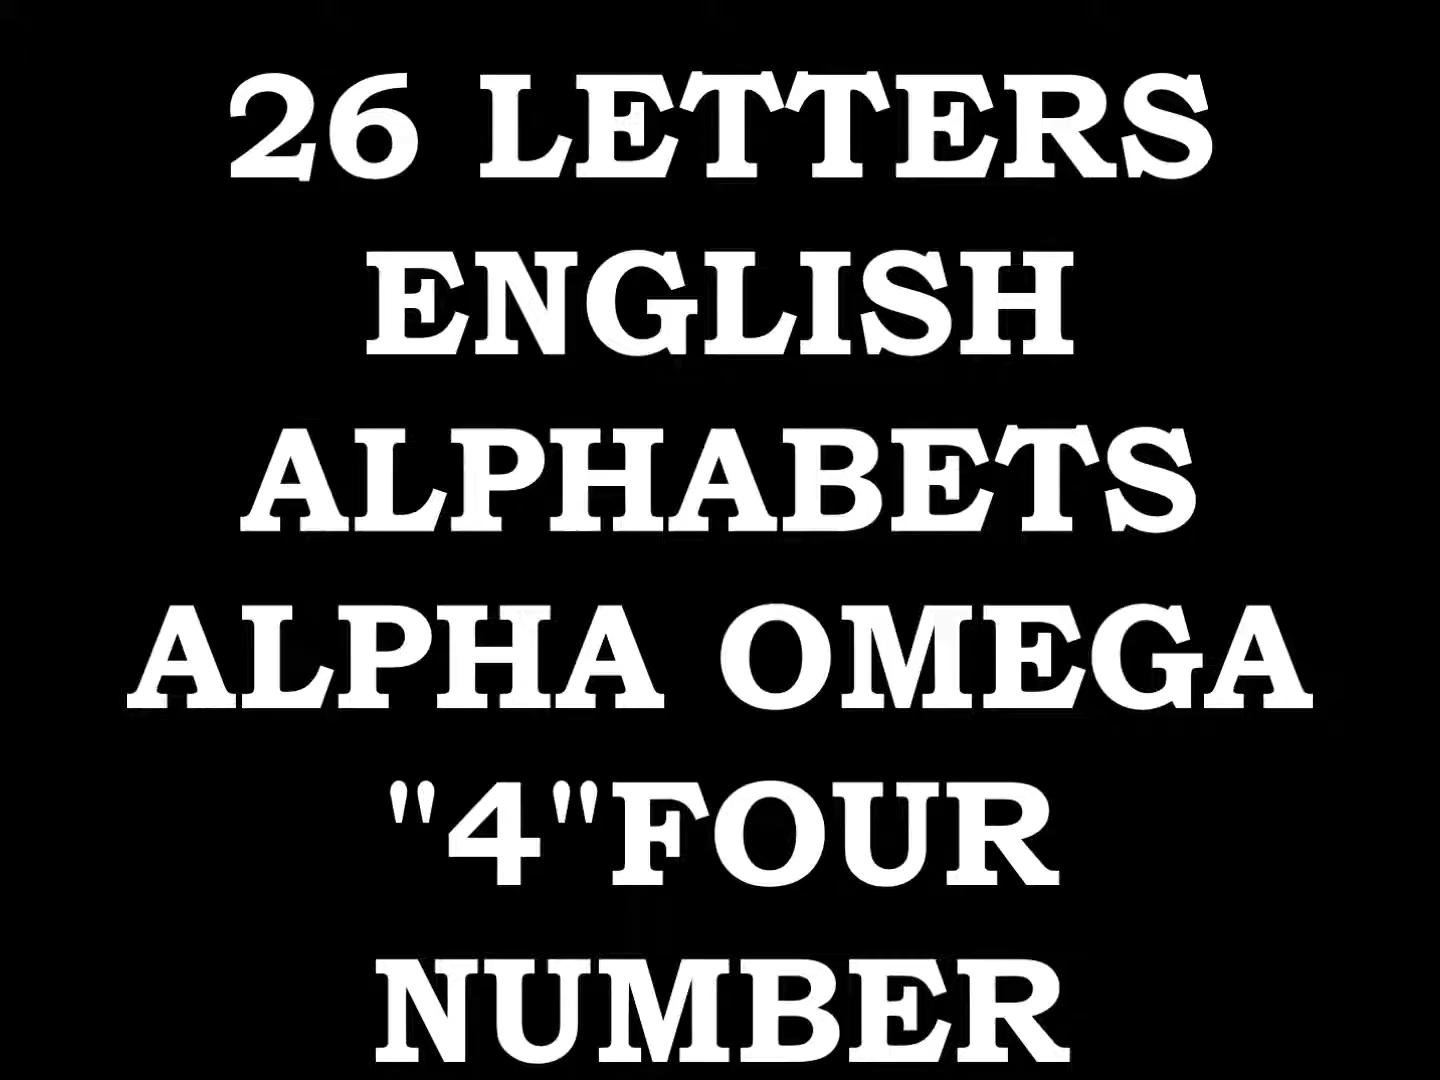 26 LETTERS
ENGLISH
ALPHABETS
ALPHA OMEGA
"4"FOUR
NUMBER